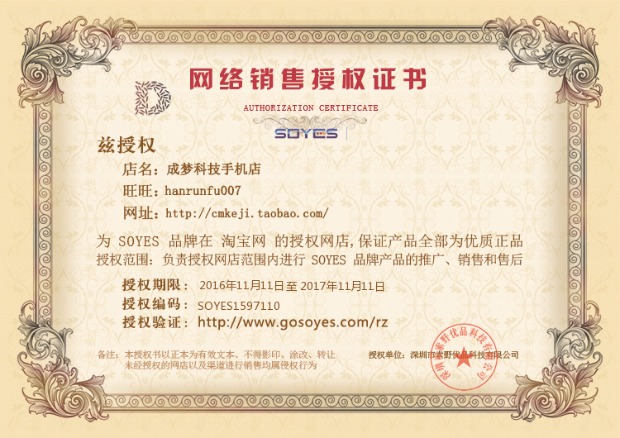 网络销售授权证书
AUTHORIZATION CERTIFICATE
SOYES
兹授权
店名：成梦科技手机店
旺旺：hanrunfu007
网址：http://cmkeji.taobao.com/
为 SOYES 品牌在 淘宝网 的授权网店,保证产品全部为优质正品
授权范围：负责授权网店范围内进行 SOYES 品牌产品的推广、销售和售后
授权期限：2016年11月11日至 2017年11月11日
授权编码：SOYES1597110
授权验证：http://www.gosoyes.com/rz
备注：本授权书以正本为有效文本、不得影印、涂改、转让
未经授权的网店以及渠道进行销售均属侵权行为
授权单位：深圳市索野优品科技有限公司
深圳市索野优品科技有限公司